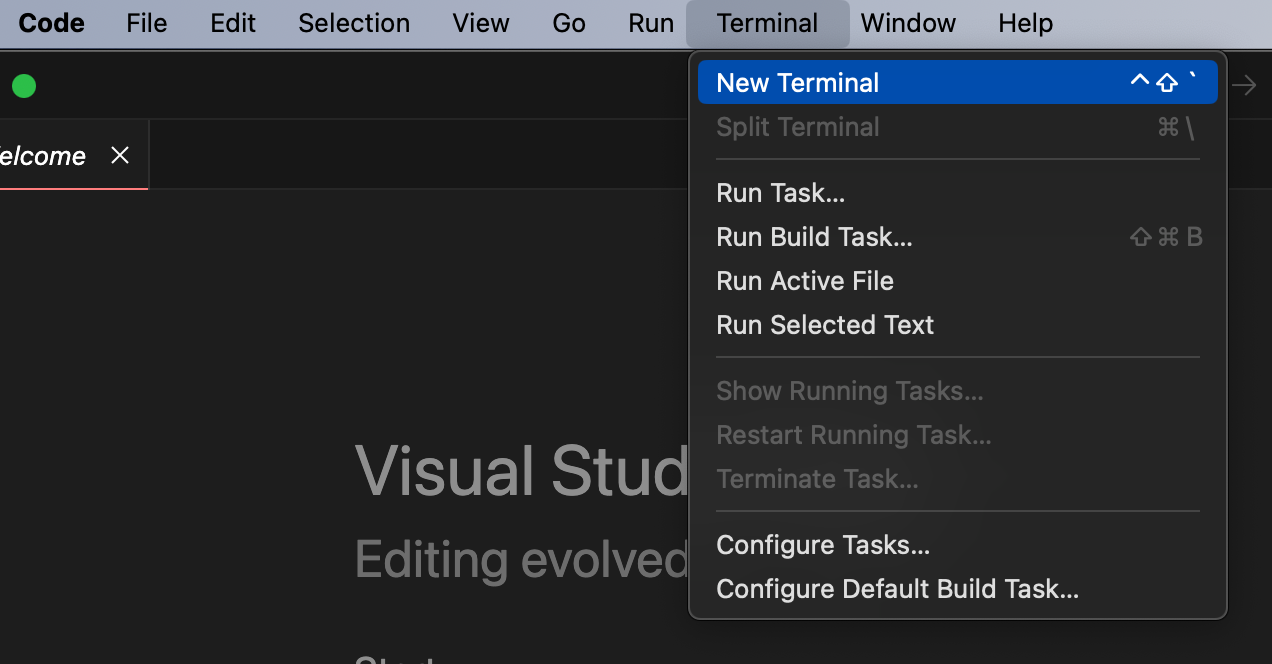 Code File Edit Selection View Go Run Terminal Window Help
New Terminal ^⇧`
elcome
Split Terminal ⌘\
Run Task...
Run Build Task... ⇧⌘B
Run Active File
Run Selected Text
Show Running Tasks...
Restart Running Task...
Terminate Task...
Visual Stud
Editing evolved
Configure Tasks...
Configure Default Build Task...